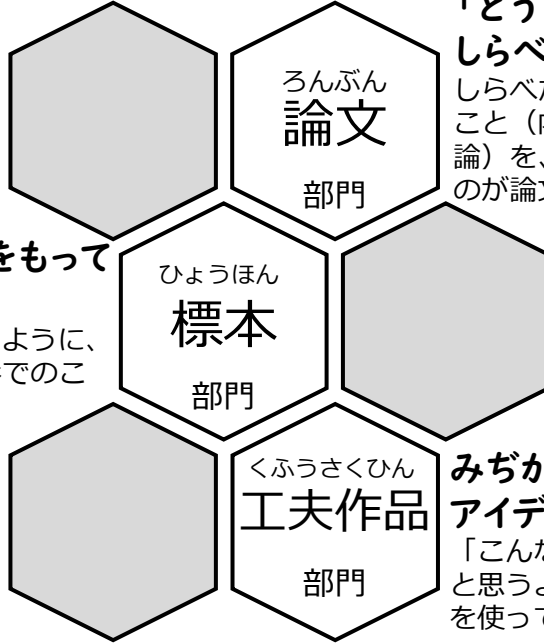 「どう
しらべ
ろんぶん
論文
部門
しらべ
こと（
論）を、
のが論文
をもって
ように、
でのこ
ひょうほん
標本
部門
みぢか
アイデ
「こんな
と思うよ
を使って
くふうさくひん
工夫作品
部門